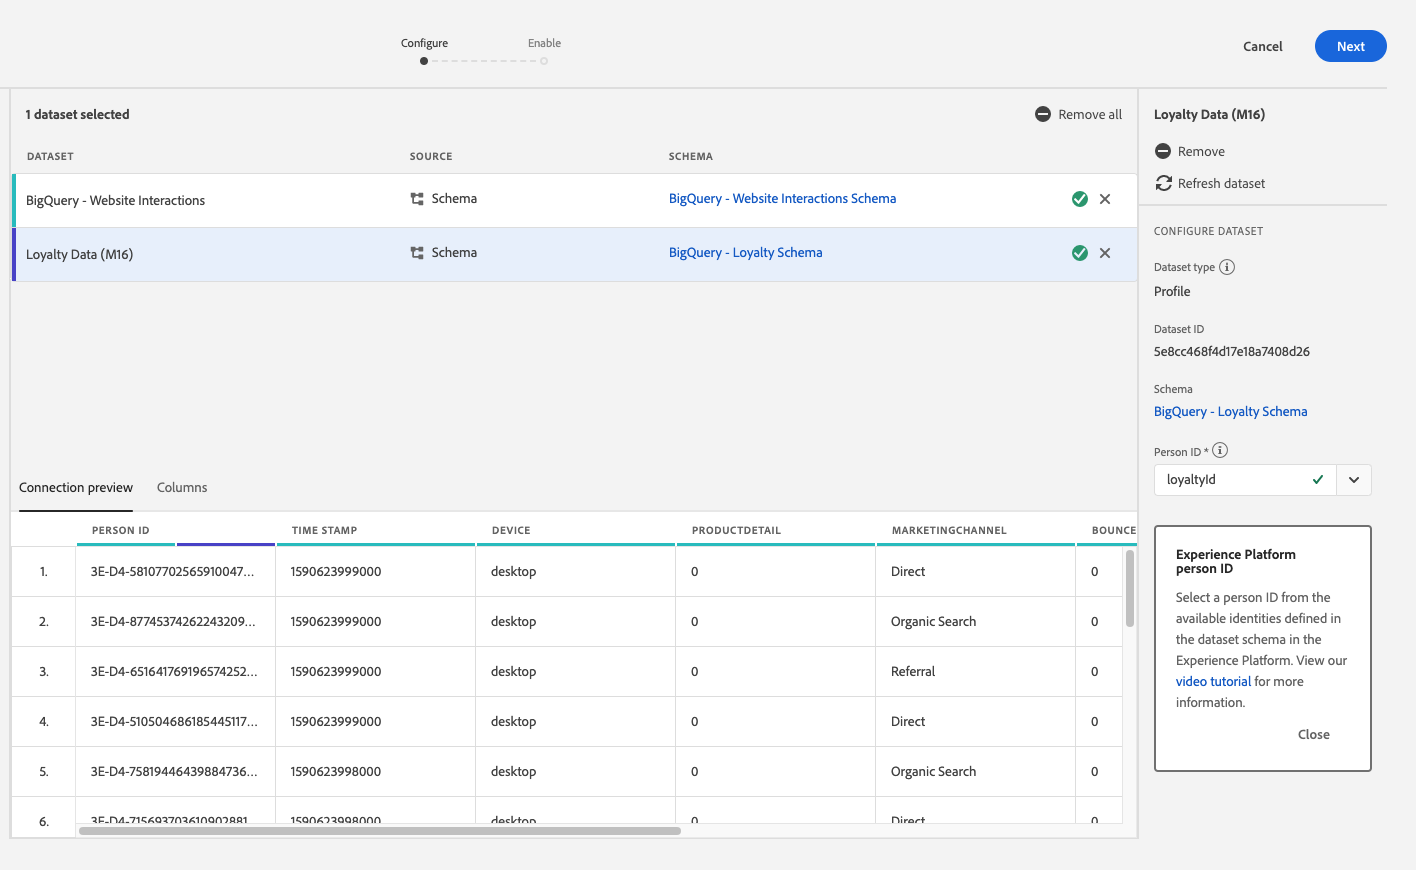 Configure Enable
Cancel Next
1 dataset selected Remove all
DATASET SOURCE SCHEMA
BigQuery - Website Interactions Schema BigQuery - Website Interactions Schema
Loyalty Data (M16) Schema BigQuery - Loyalty Schema
Connection preview Columns
PERSON ID TIME STAMP DEVICE PRODUCTDETAIL MARKETINGCHANNEL BOUNCE
1. 3E-D4-58107702565910047... 1590623999000 desktop 0 Direct 0
2. 3E-D4-87745374262243209... 1590623999000 desktop 0 Organic Search 0
3. 3E-D4-651641769196574252... 1590623999000 desktop 0 Referral 0
4. 3E-D4-510504686185445117... 1590623999000 desktop 0 Direct 0
5. 3E-D4-75819446439884736... 1590623998000 desktop 0 Organic Search 0
6. 3E-D4-715693703610902881 1590623998000 desktop 0 Direct 0
Loyalty Data (M16)
Remove
Refresh dataset
CONFIGURE DATASET
Dataset type
Profile
Dataset ID
5e8cc468f4d17e18a7408d26
Schema
BigQuery - Loyalty Schema
Person ID *
loyaltyId
Experience Platform
person ID
Select a person ID from the
available identities defined in
the dataset schema in the
Experience Platform. View our
video tutorial for more
information.
Close